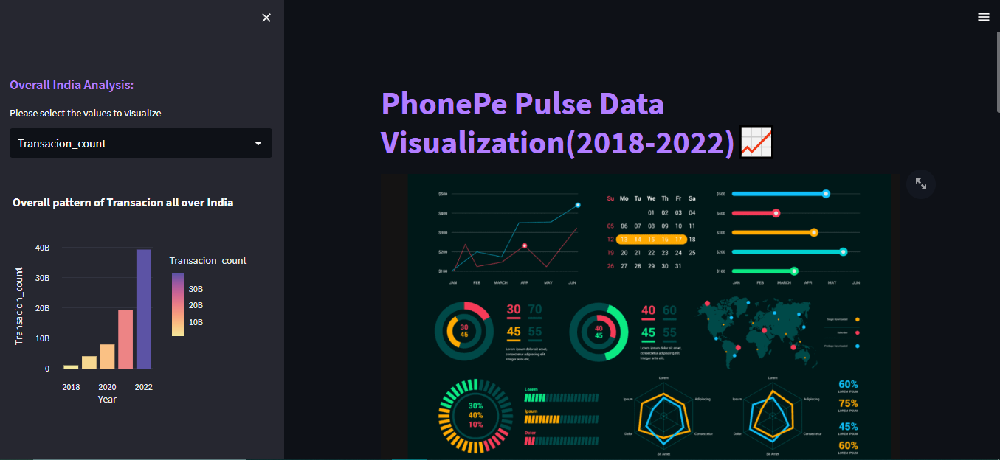 Overall India Analysis:
Please select the values to visualize
Transacion_count
Overall pattern of Transacion all over India
40B
30B
20B
10B
0
Transacion_count
2018
2020
2022
Year
Transacion_count
30B
20B
10B
PhonePe Pulse Data
Visualization(2018-2022)
$500
$400
$300
$200
$100
JAN FEB MARCH APR MAY JUN
Su Mo Tu We Th Fr Sa
01 02 03 04
05 06 07 08 09 10 11
12 13 14 15 16 17 18
19 20 21 22 23 24 25
26 27 28 29 30 31
$500
$400
$300
$200
$100
JAN FEB MARCH APR MAY JUN
30
45
30 70
45 55
Lorem ipsum dolor sit amet,
consectetur adipiscing elit
integer ante elit.
40
45
40 60
45 55
Lorem ipsum dolor sit amet,
consectetur adipiscing elit
integer ante elit.
30%
40%
10%
Lorem
Ipsum
Dolor
Lorem
Ipsum
Adipiscing
Dolor
Consectetur
Sit Amet
Lorem
Ipsum
Adipiscing
Dolor
Consectetur
Sit Amet
60%
LOREM IPSUM
75%
LOREM IPSUM
45%
LOREM IPSUM
60%
LOREM IPSUM